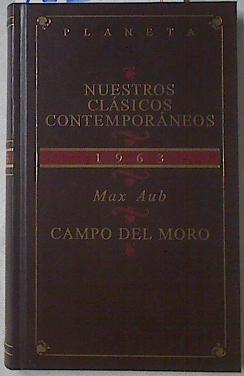 PLANETA
NUESTROS
CLÁSICOS
CONTEMPORÁNEOS
1963
Max Aub
CAMPO DEL MORO